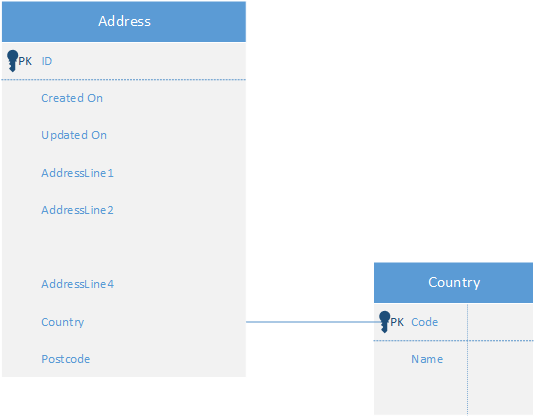 Address
PK ID
Created On
Updated On
AddressLine1
AddressLine2
AddressLine4
Country
Postcode
Country
PK Code
Name